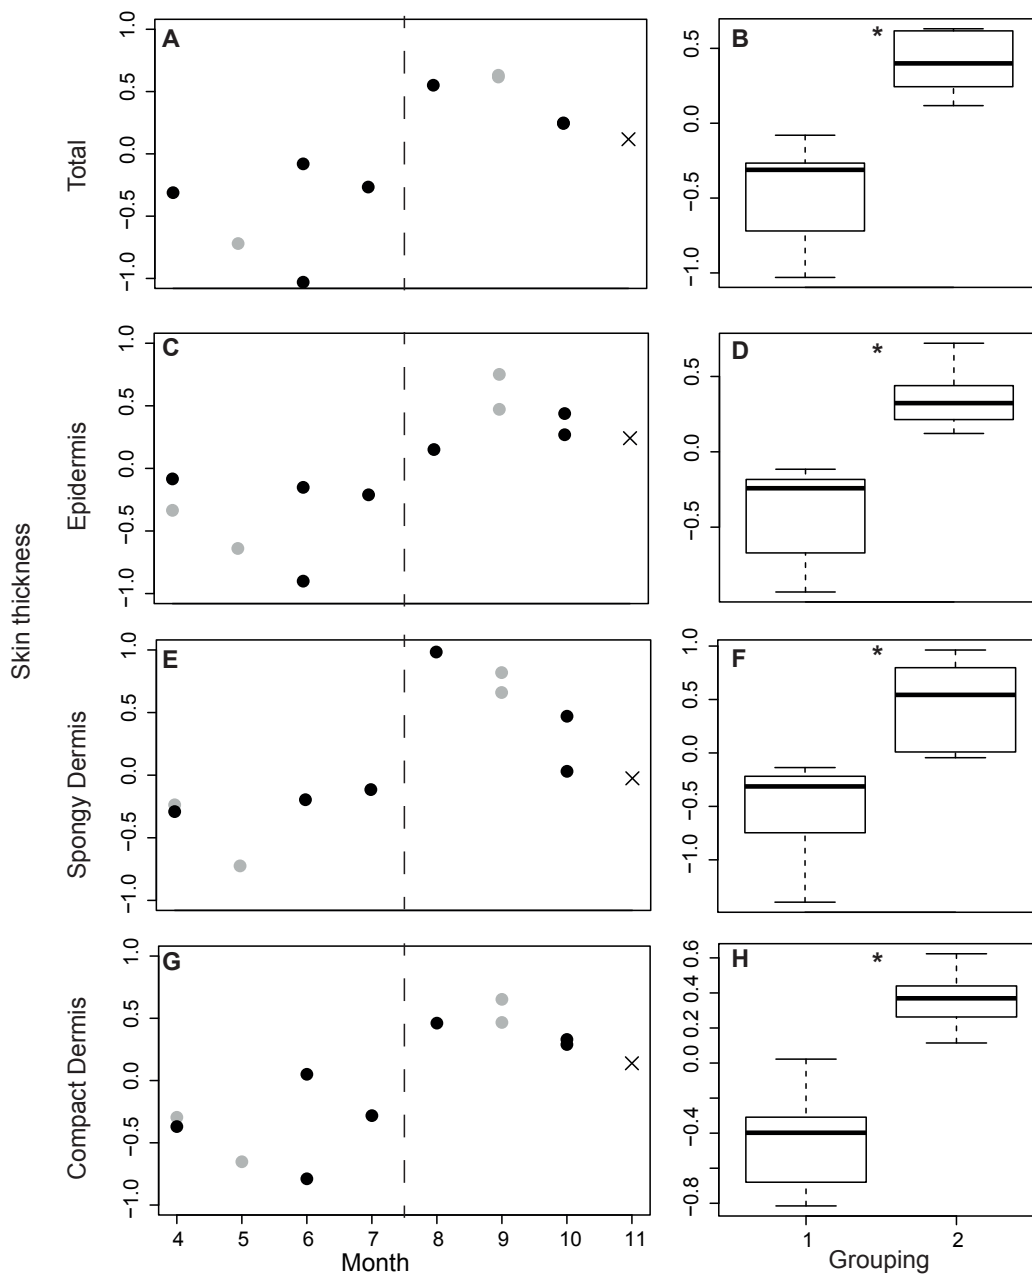 Skin thickness
Total
A
1.0
0.5
0.0
−0.5
−1.0
B
*
0.5
0.0
−0.5
−1.0
Epidermis
C
1.0
0.5
0.0
−0.5
−1.0
D
*
0.5
0.0
−0.5
Spongy Dermis
E
1.0
0.5
0.0
−0.5
−1.0
F
*
1.0
0.5
0.0
−0.5
−1.0
Compact Dermis
G
1.0
0.5
0.0
−0.5
−1.0
4 5 6 7 8 9 10 11
Month
H
*
0.6
0.4
0.2
0.0
−0.4
−0.8
1 2
Grouping